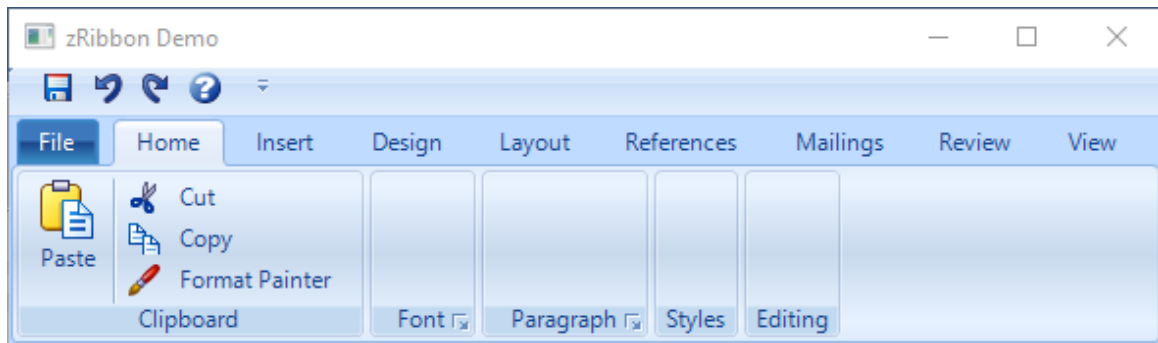 zRibbon Demo
File Home Insert Design Layout References Mailings Review View
Cut
Copy
Paste
Format Painter
Clipboard Font Paragraph Styles Editing